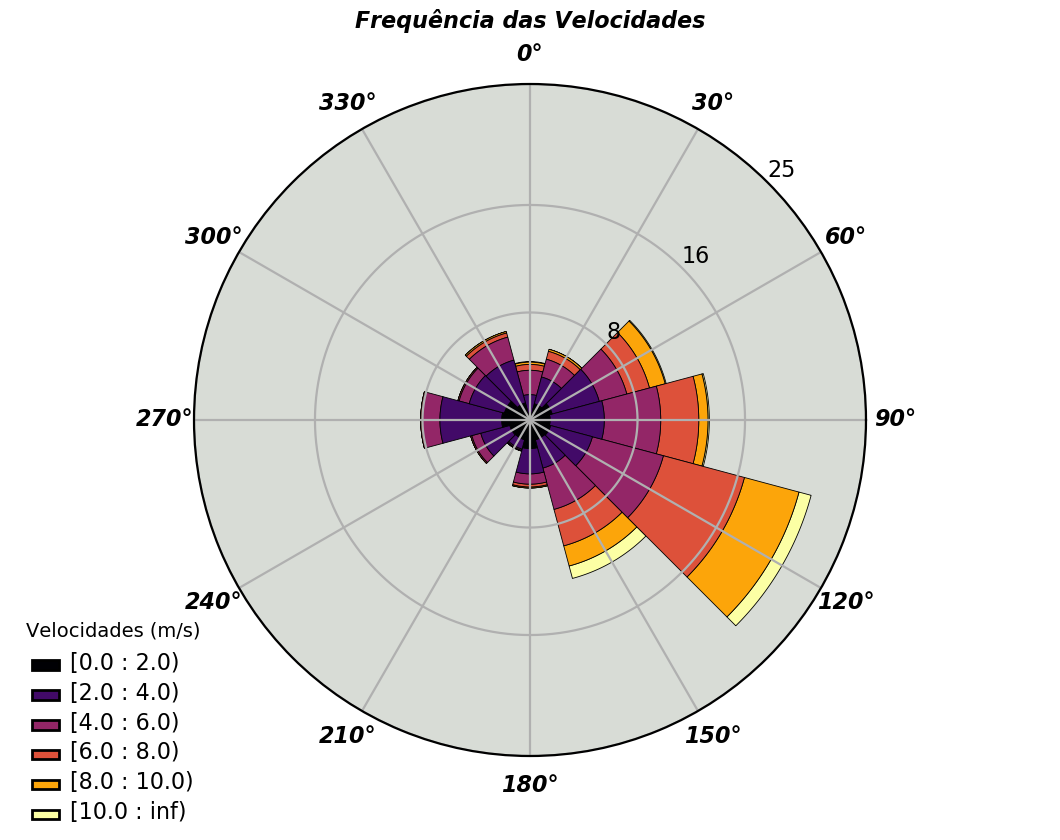 Frequência das Velocidades
0°
330°
30°
25
300°
60°
16
8
270°
90°
240°
120°
210°
150°
180°
Velocidades (m/s)
[0.0 : 2.0)
[2.0 : 4.0)
[4.0 : 6.0)
[6.0 : 8.0)
[8.0 : 10.0)
[10.0 : inf)